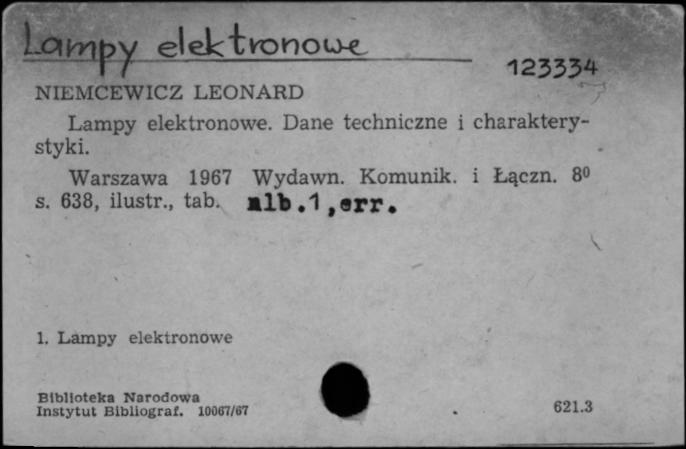 Lampy elektronowe
123334
NIEMCEWICZ LEONARD
Lampy elektronowe. Dane techniczne i charaktery-
styki.
Warszawa 1967 Wydawn. Komunik. i Łączn. 8⁰
s. 638, ilustr., tab. alb.1,err.
1. Lampy elektronowe
Biblioteka Narodowa
Instytut Bibliograf. 10067/67
621.3